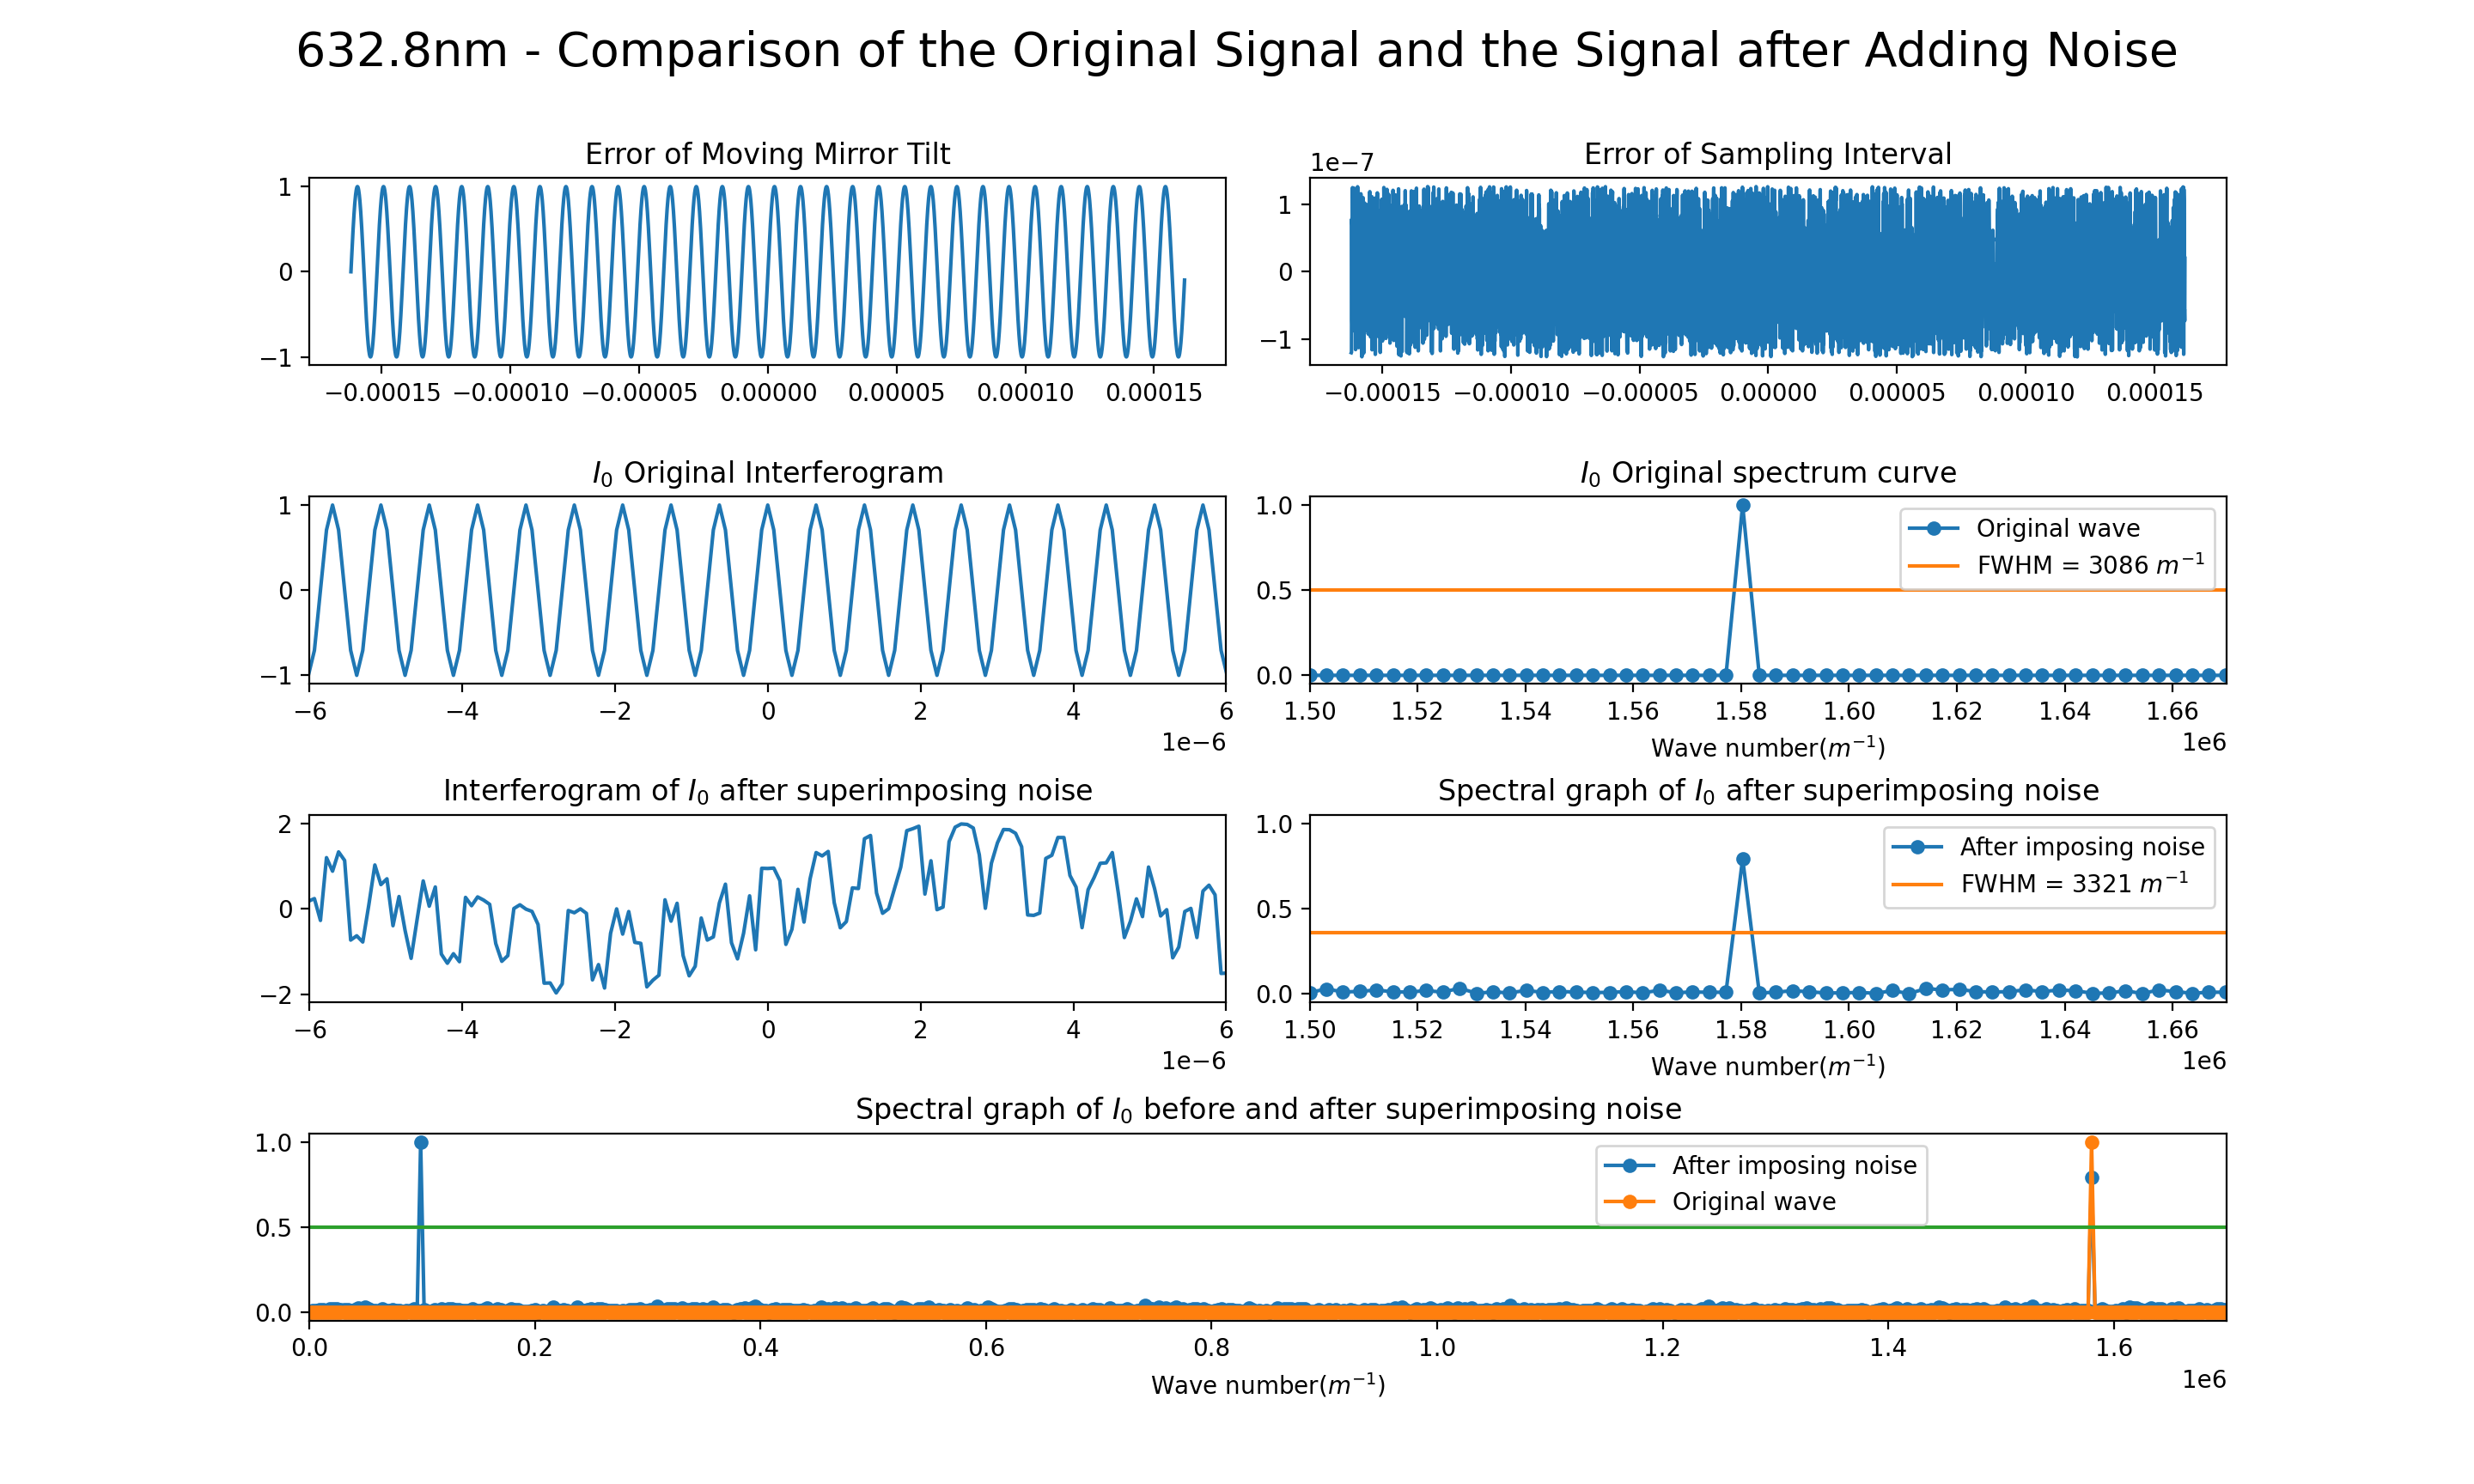 632.8nm - Comparison of the Original Signal and the Signal after Adding Noise
Error of Moving Mirror Tilt
1
0
−1
−0.00015 −0.00010 −0.00005 0.00000 0.00005 0.00010 0.00015
Error of Sampling Interval
1e−7
1
0
−1
−0.00015 −0.00010 −0.00005 0.00000 0.00005 0.00010 0.00015
I₀ Original Interferogram
1
0
−1
−6 −4 −2 0 2 4 6
1e−6
I₀ Original spectrum curve
1.0
0.5
0.0
Original wave
FWHM = 3086 m⁻¹
1.50 1.52 1.54 1.56 1.58 1.60 1.62 1.64 1.66
Wave number(m⁻¹)
1e6
Interferogram of I₀ after superimposing noise
2
0
−2
−6 −4 −2 0 2 4 6
1e−6
Spectral graph of I₀ after superimposing noise
1.0
0.5
0.0
After imposing noise
FWHM = 3321 m⁻¹
1.50 1.52 1.54 1.56 1.58 1.60 1.62 1.64 1.66
Wave number(m⁻¹)
1e6
Spectral graph of I₀ before and after superimposing noise
1.0
0.5
0.0
After imposing noise
Original wave
0.0 0.2 0.4 0.6 0.8 1.0 1.2 1.4 1.6
Wave number(m⁻¹)
1e6